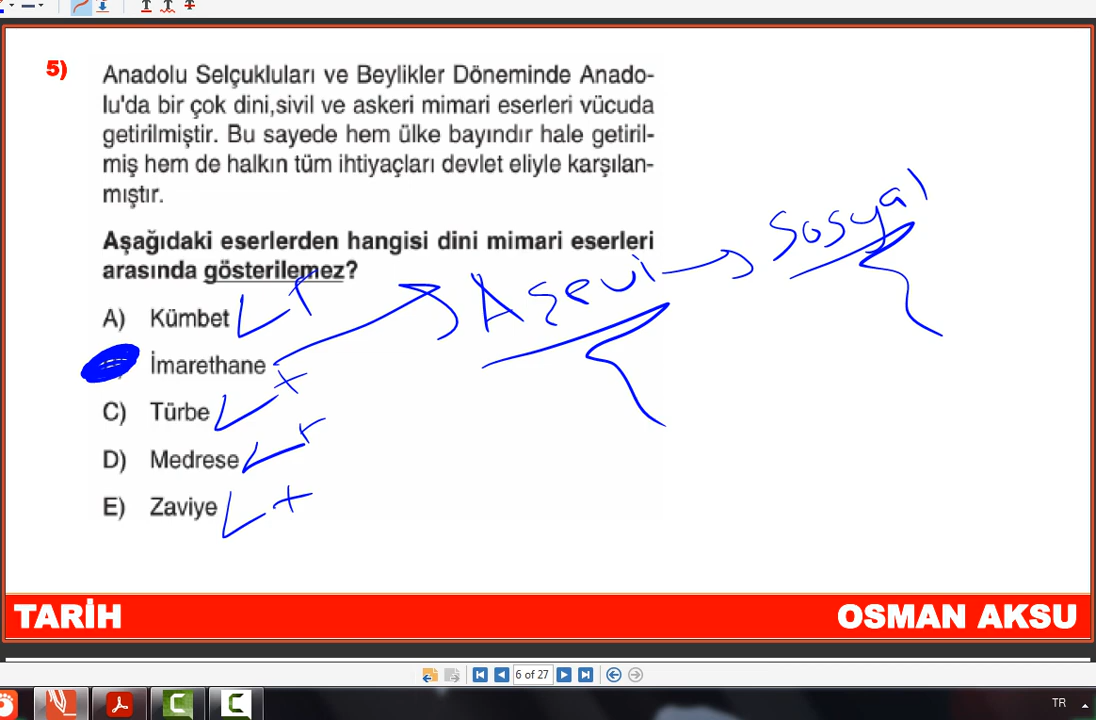 5)
Anadolu Selçukluları ve Beylikler Döneminde Anado-
lu'da bir çok dini,sivil ve askeri mimari eserleri vücuda
getirilmiştir. Bu sayede hem ülke bayındır hale getiril-
miş hem de halkın tüm ihtiyaçları devlet eliyle karşılan-
mıştır.
Aşağıdaki eserlerden hangisi dini mimari eserleri
arasında gösterilemez?
A) Kümbet
İmarethane
C) Türbe
D) Medrese
E) Zaviye
Aşevi
Sosyal
TARİH
OSMAN AKSU
6 of 27
TR